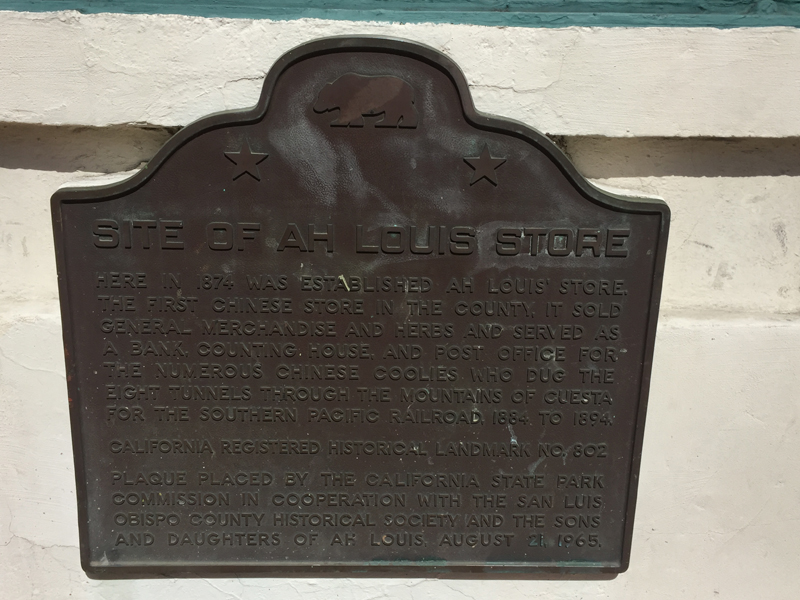 SITE OF AH LOUIS STORE
HERE IN 1874 WAS ESTABLISHED AH LOUIS' STORE.
THE FIRST CHINESE STORE IN THE COUNTY, IT SOLD
GENERAL MERCHANDISE AND HERBS AND SERVED AS
A BANK, COUNTING HOUSE, AND POST OFFICE FOR
THE NUMEROUS CHINESE COOLIES WHO DUG THE
EIGHT TUNNELS THROUGH THE MOUNTAINS OF CUESTA
FOR THE SOUTHERN PACIFIC RAILROAD, 1884 TO 1894.
CALIFORNIA REGISTERED HISTORICAL LANDMARK NO. 802
PLAQUE PLACED BY THE CALIFORNIA STATE PARK
COMMISSION IN COOPERATION WITH THE SAN LUIS
OBISPO COUNTY HISTORICAL SOCIETY AND THE SONS
AND DAUGHTERS OF AH LOUIS. AUGUST 21, 1965.